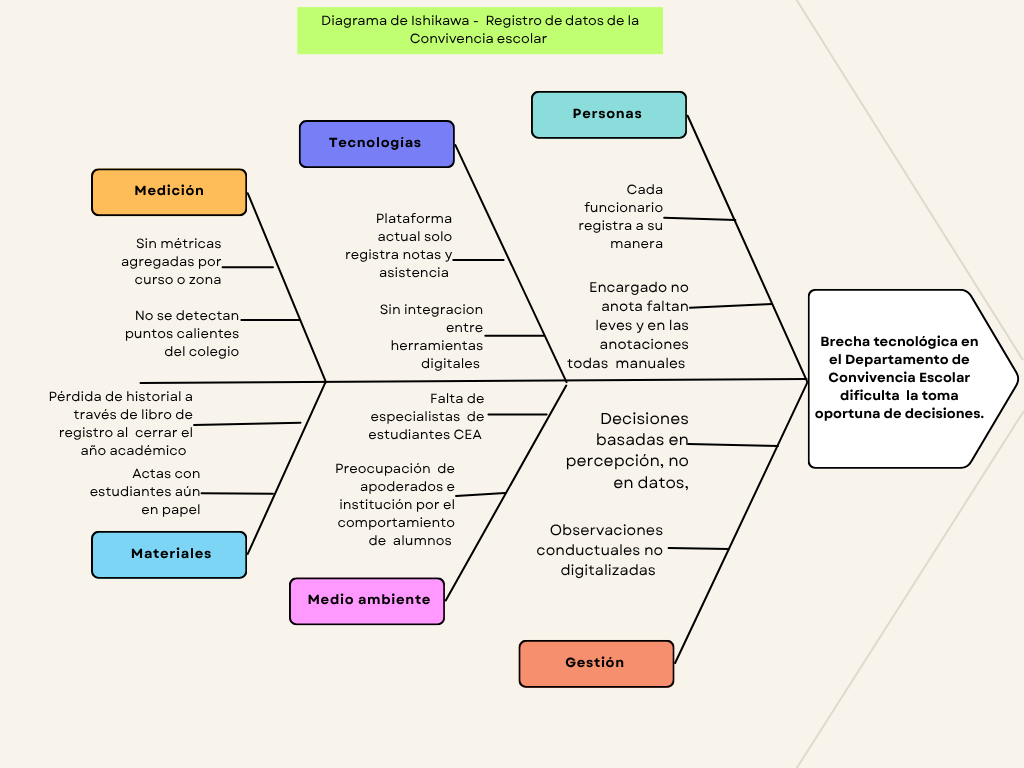 Diagrama de Ishikawa -  Registro de datos de la
Convivencia escolar
Personas
Tecnologías
Medición
Cada
funcionario
registra a su
manera
Plataforma
actual solo
registra notas y
asistencia
Sin métricas
agregadas por
curso o zona
Encargado no
anota faltan
leves y en las
anotaciones
todas  manuales
Sin integracion
entre
herramientas
digitales
No se detectan
puntos calientes
del colegio
Brecha tecnológica en
el Departamento de
Convivencia Escolar
dificulta  la toma
oportuna de decisiones.
Pérdida de historial a
través de libro de
registro al  cerrar el
año académico
Falta de
especialistas  de
estudiantes CEA
Decisiones
basadas en
percepción, no
en datos,
Actas con
estudiantes aún
en papel
Preocupación  de
apoderados e
institución por el
comportamiento
de  alumnos
Observaciones
conductuales no
digitalizadas
Materiales
Medio ambiente
Gestión